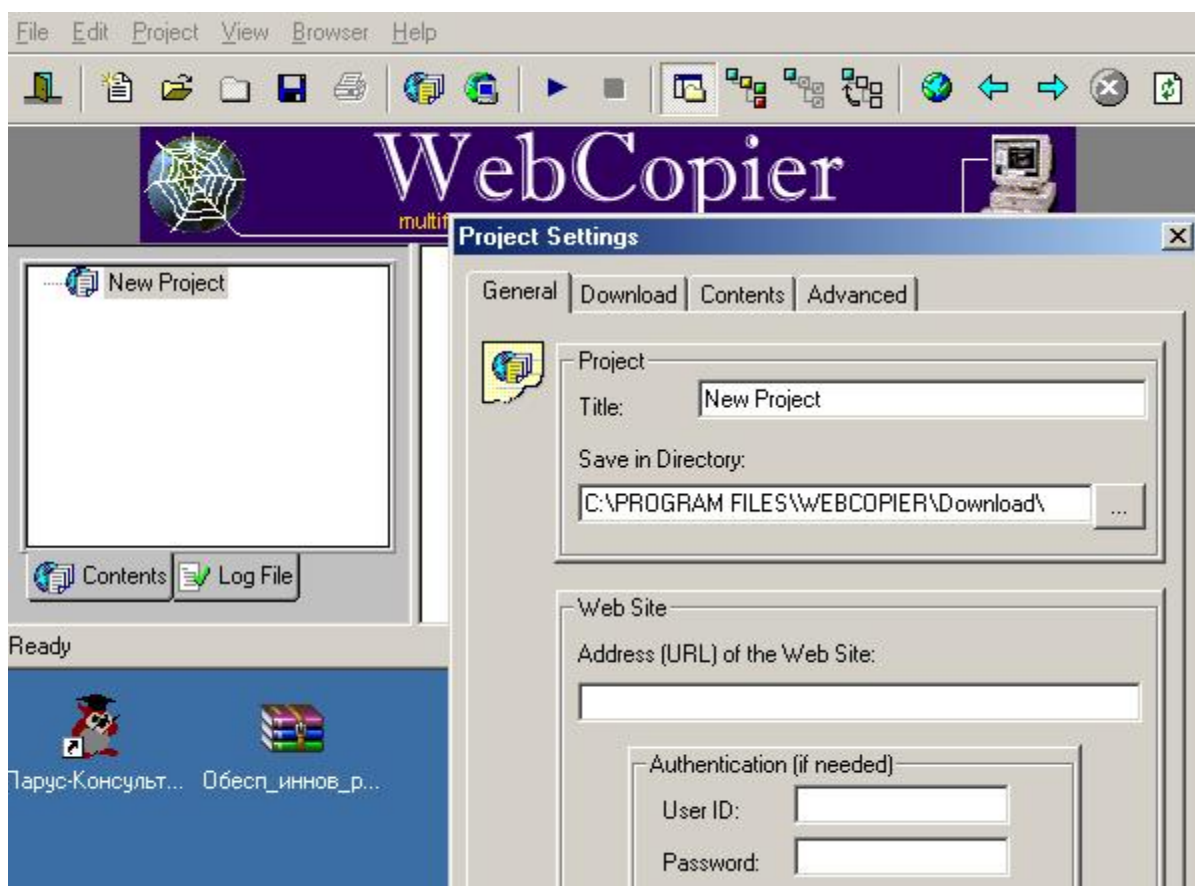 File Edit Project View Browser Help
WebCopier
Project Settings
New Project
General Download Contents Advanced
Project
Title: New Project
Save in Directory:
C:\PROGRAM FILES\WEBCOPIER\Download\ ...
Contents Log File
Web Site
Ready
Address (URL) of the Web Site:
Authentication (if needed)
User ID:
Password:
Парус-Консульт... Обесп_иннов_р...